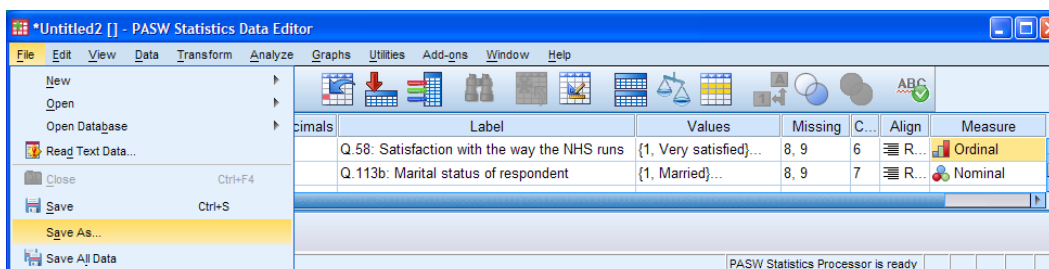 *Untitled2 [] - PASW Statistics Data Editor
File Edit View Data Transform Analyze Graphs Utilities Add-ons Window Help
New
Open
Open Database
Read Text Data...
Close Ctrl+F4
Save Ctrl+S
Save As...
Save All Data
A
14
ABC
cimals Label Values Missing C... Align Measure
Q.58: Satisfaction with the way the NHS runs {1, Very satisfied}... 8, 9 6 R... Ordinal
Q.113b: Marital status of respondent {1, Married}... 8, 9 7 R... Nominal
PASW Statistics Processor is ready